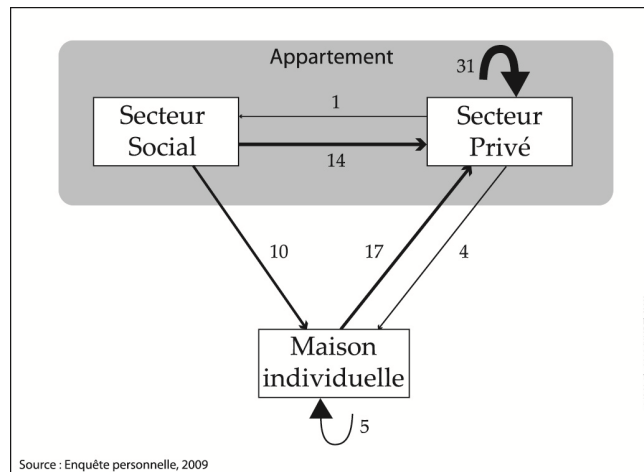 Appartement
31
Secteur
Social
1
Secteur
Privé
14
10
17
4
Maison
individuelle
5
Source : Enquête personnelle, 2009